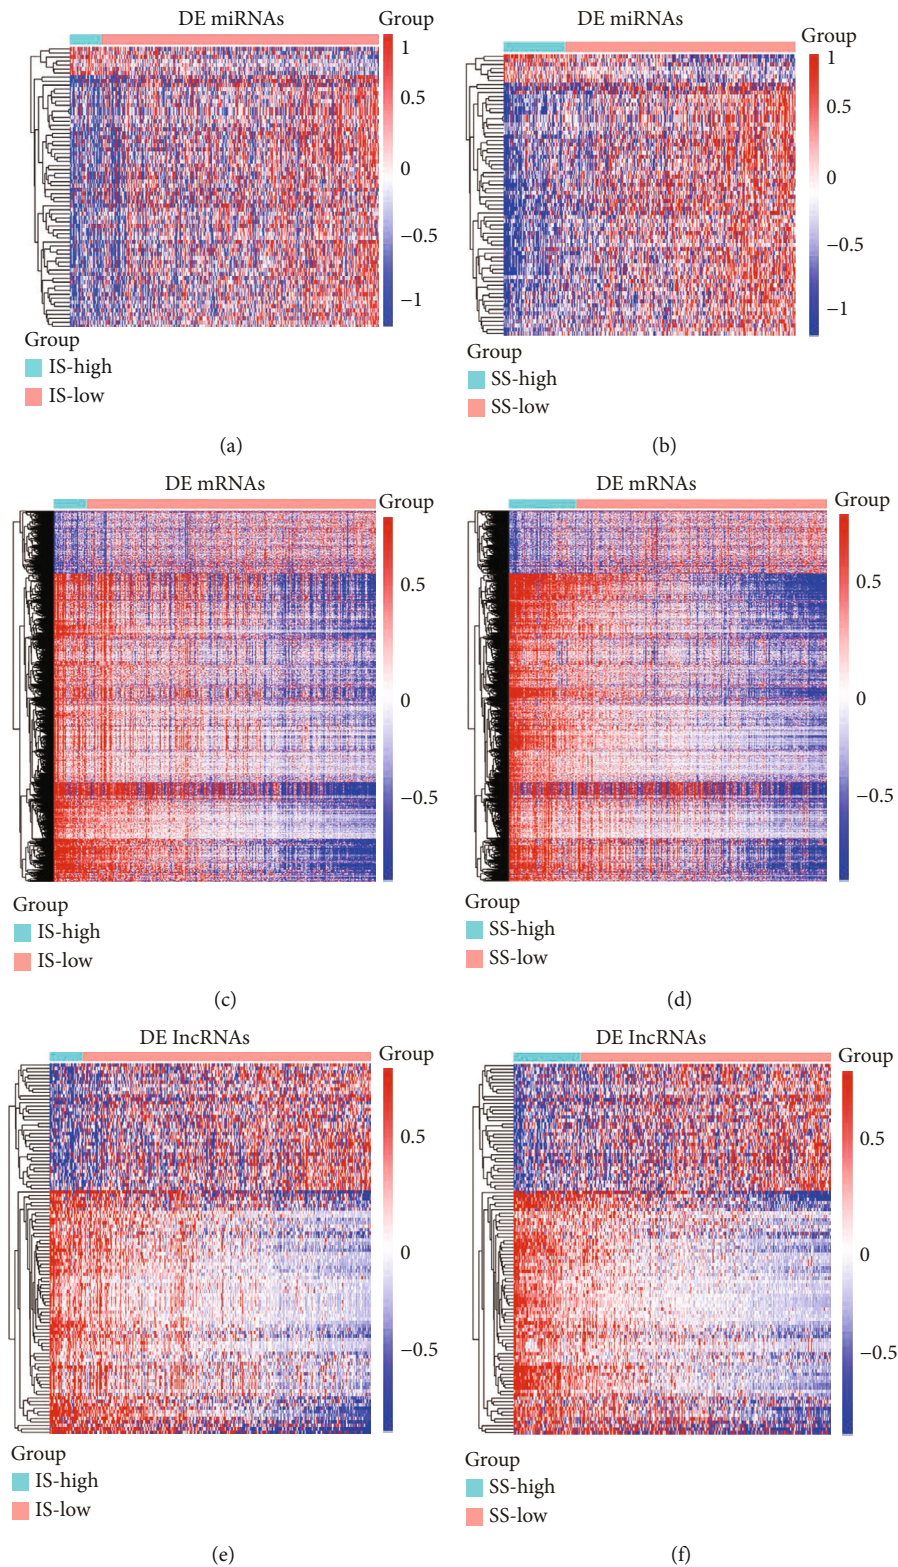 DE miRNAs
Group
1
0.5
0
−0.5
−1
Group
IS-high
IS-low
(a)
DE miRNAs
Group
1
0.5
0
−0.5
−1
Group
SS-high
SS-low
(b)
DE mRNAs
Group
0.5
0
−0.5
Group
IS-high
IS-low
(c)
DE mRNAs
Group
0.5
0
−0.5
Group
SS-high
SS-low
(d)
DE IncRNAs
Group
0.5
0
−0.5
Group
IS-high
IS-low
(e)
DE IncRNAs
Group
0.5
0
−0.5
Group
SS-high
SS-low
(f)